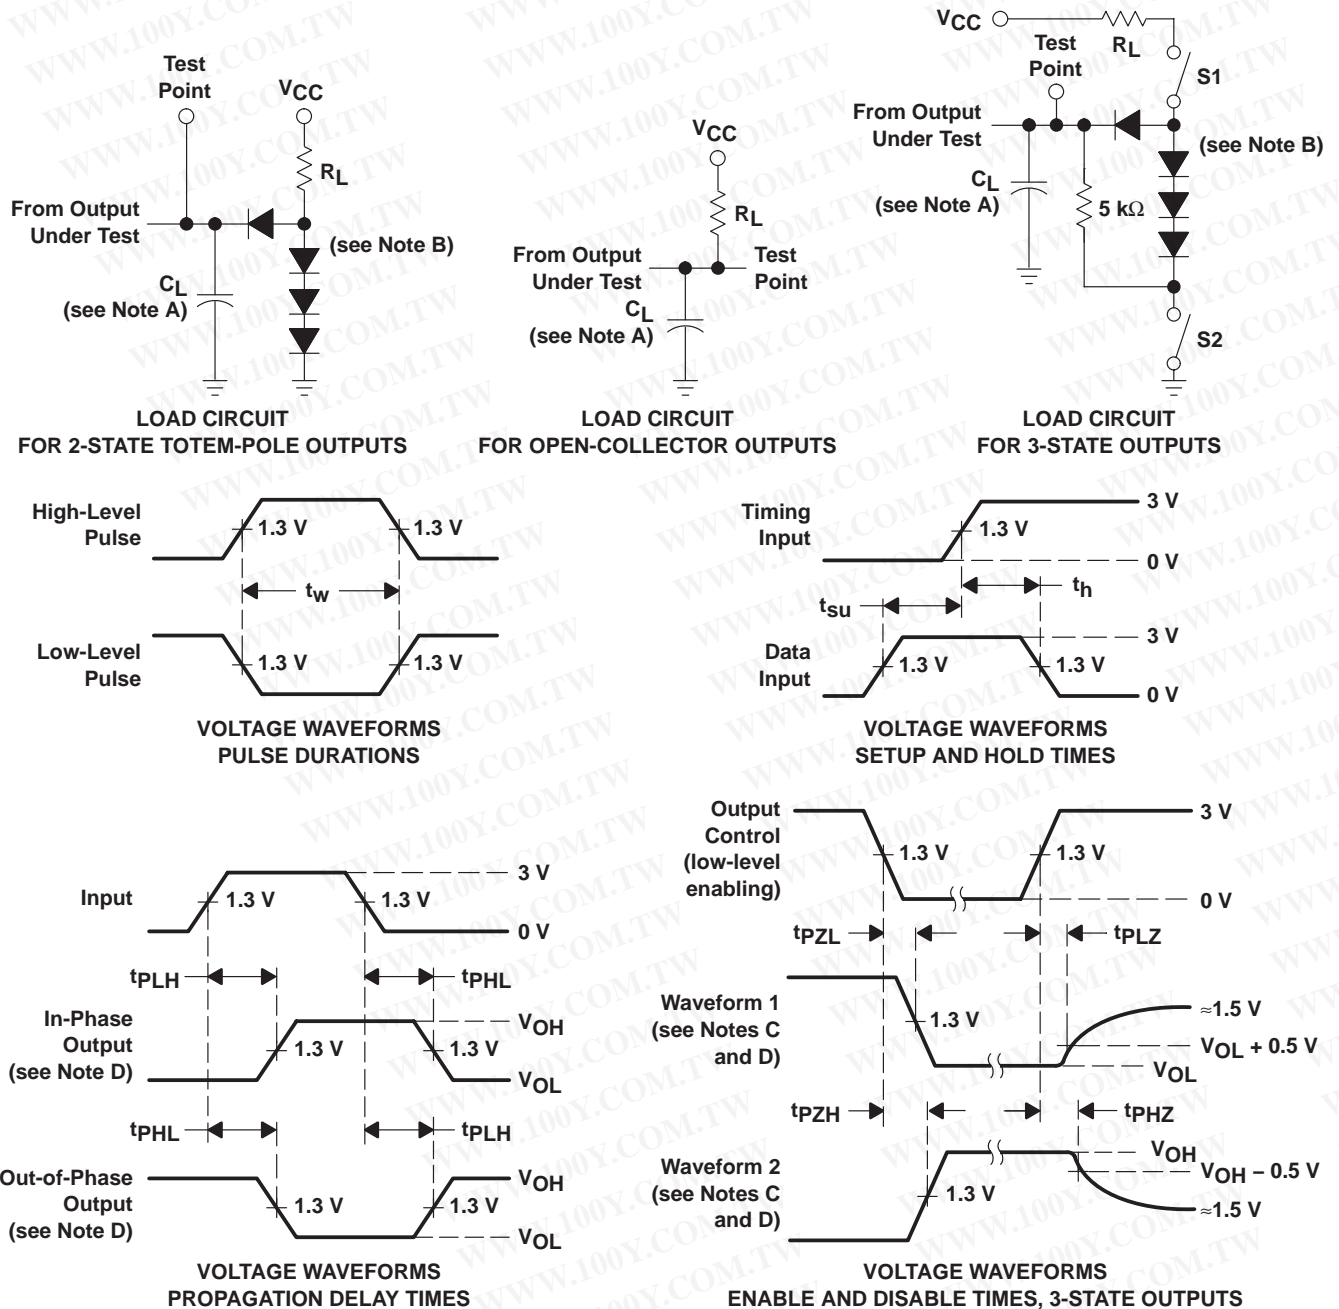 Test
Point
VCC
RL
From Output
Under Test
(see Note B)
CL
(see Note A)
LOAD CIRCUIT
FOR 2-STATE TOTEM-POLE OUTPUTS
VCC
RL
From Output
Under Test
Test
Point
CL
(see Note A)
LOAD CIRCUIT
FOR OPEN-COLLECTOR OUTPUTS
VCC
RL
Test
Point
S1
From Output
Under Test
(see Note B)
CL
(see Note A)
5 kΩ
S2
LOAD CIRCUIT
FOR 3-STATE OUTPUTS
High-Level
Pulse
1.3 V
1.3 V
tw
Low-Level
Pulse
1.3 V
1.3 V
VOLTAGE WAVEFORMS
PULSE DURATIONS
Timing
Input
1.3 V
3 V
0 V
tsu
th
Data
Input
1.3 V
1.3 V
3 V
0 V
VOLTAGE WAVEFORMS
SETUP AND HOLD TIMES
Input
1.3 V
1.3 V
3 V
0 V
tPLH
tPHL
In-Phase
Output
(see Note D)
1.3 V
1.3 V
VOH
VOL
tPHL
tPLH
Out-of-Phase
Output
(see Note D)
1.3 V
1.3 V
VOH
VOL
VOLTAGE WAVEFORMS
PROPAGATION DELAY TIMES
Output
Control
(low-level
enabling)
1.3 V
1.3 V
3 V
0 V
tPZL
tPLZ
Waveform 1
(see Notes C
and D)
1.3 V
≈1.5 V
VOL + 0.5 V
VOL
tPZH
tPHZ
Waveform 2
(see Notes C
and D)
1.3 V
VOH
VOH – 0.5 V
≈1.5 V
VOLTAGE WAVEFORMS
ENABLE AND DISABLE TIMES, 3-STATE OUTPUTS
WWW.100Y.COM.TW